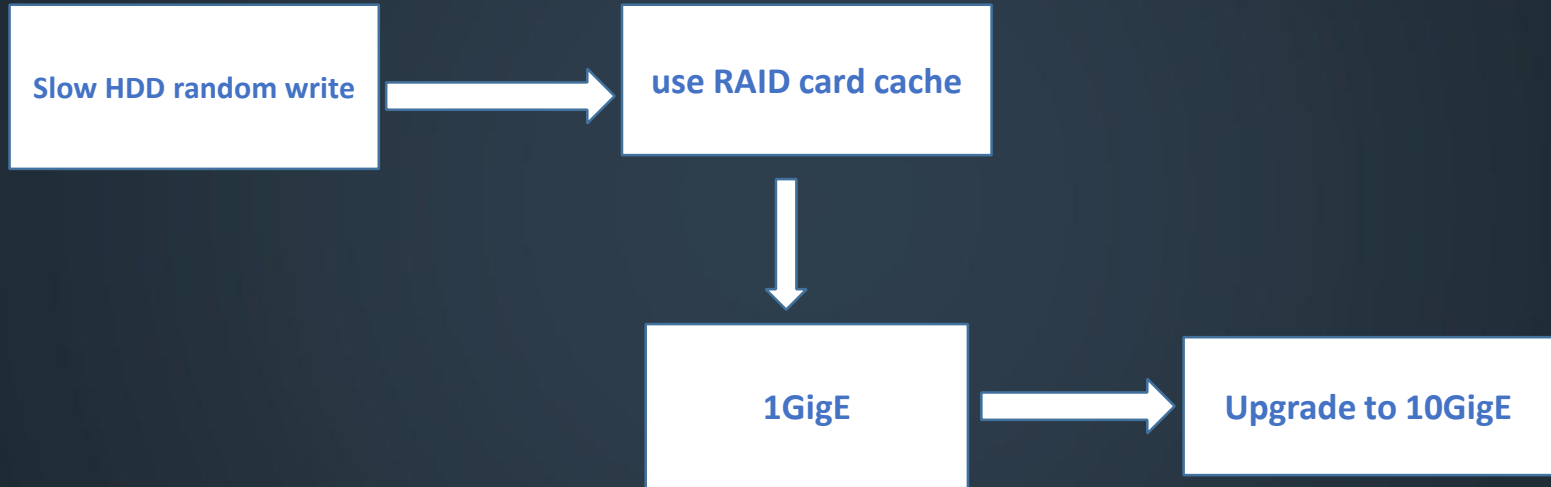 Slow HDD random write
use RAID card cache
1GigE
Upgrade to 10GigE